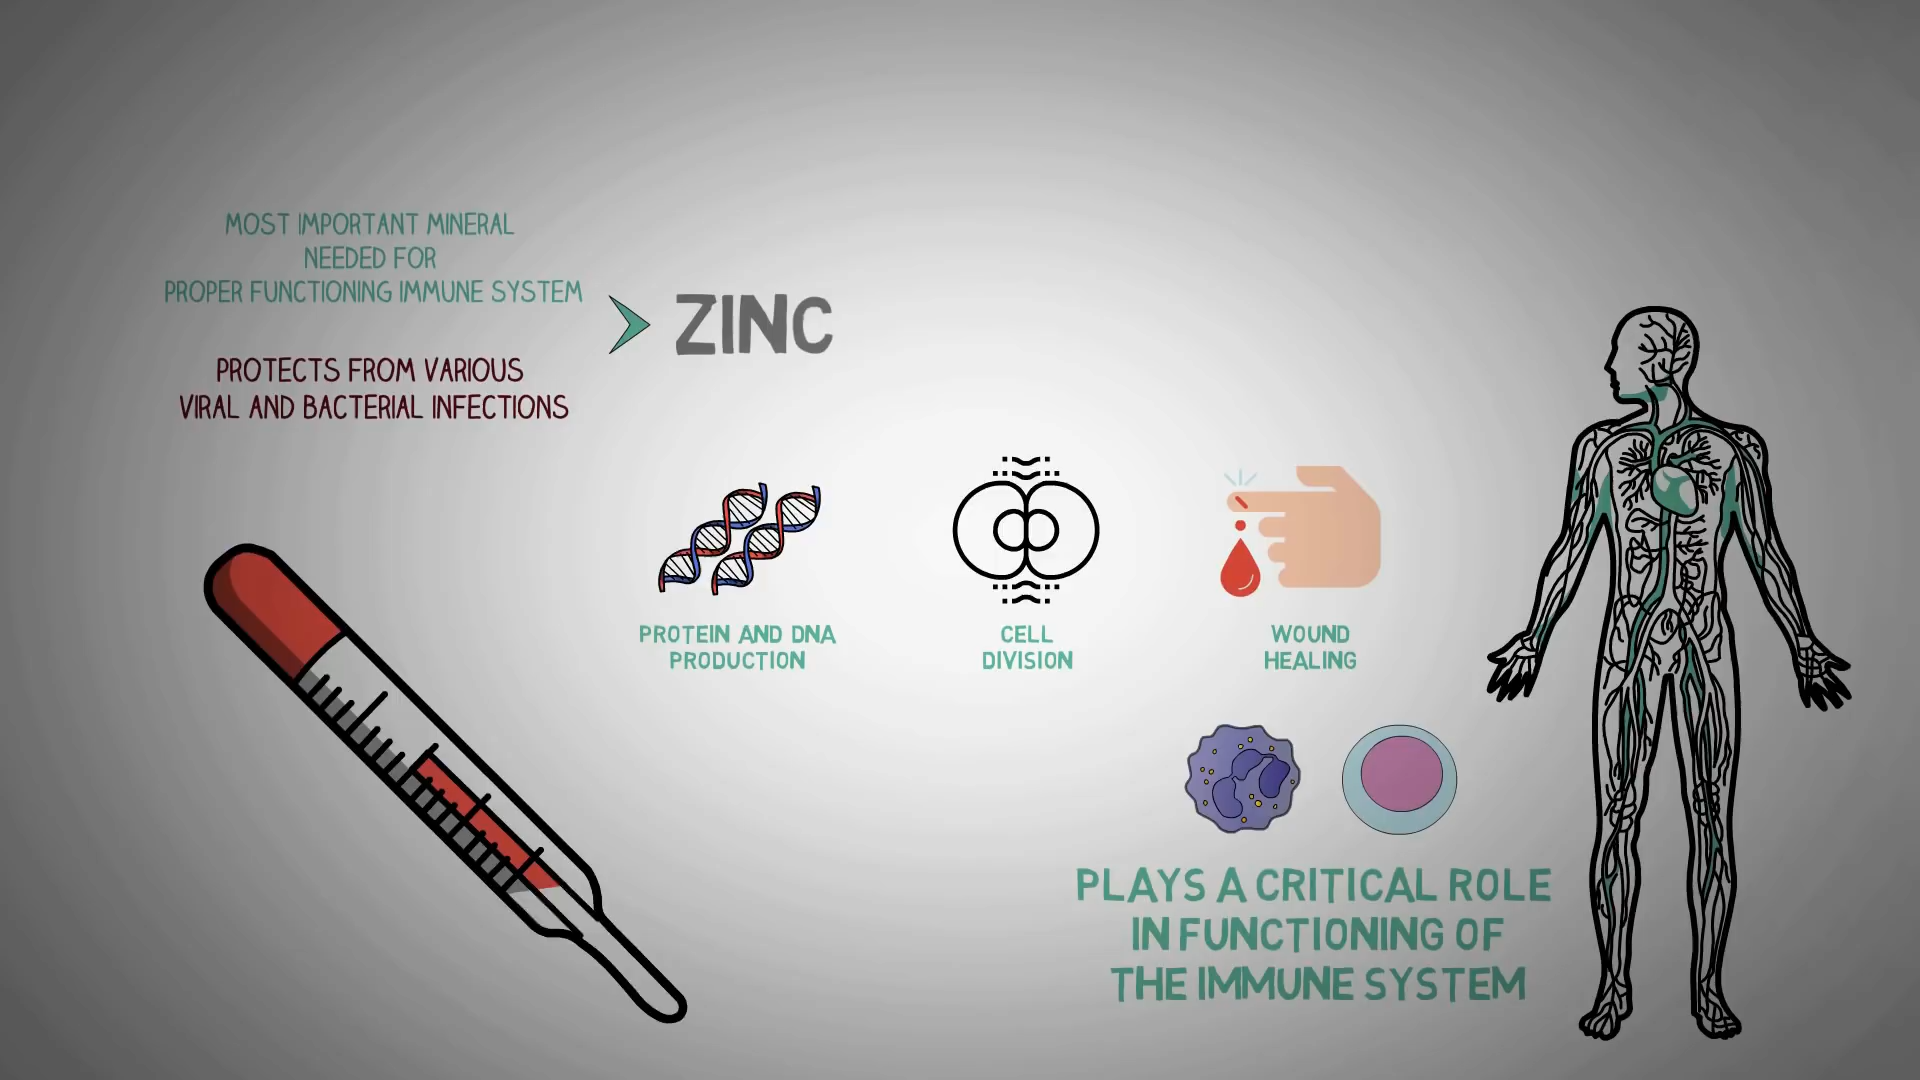 MOST IMPORTANT MINERAL
NEEDED FOR
PROPER FUNCTIONING IMMUNE SYSTEM
PROTECTS FROM VARIOUS
VIRAL AND BACTERIAL INFECTIONS
ZINC
PROTEIN AND DNA
PRODUCTION
CELL
DIVISION
WOUND
HEALING
PLAYS A CRITICAL ROLE
IN FUNCTIONING OF
THE IMMUNE SYSTEM